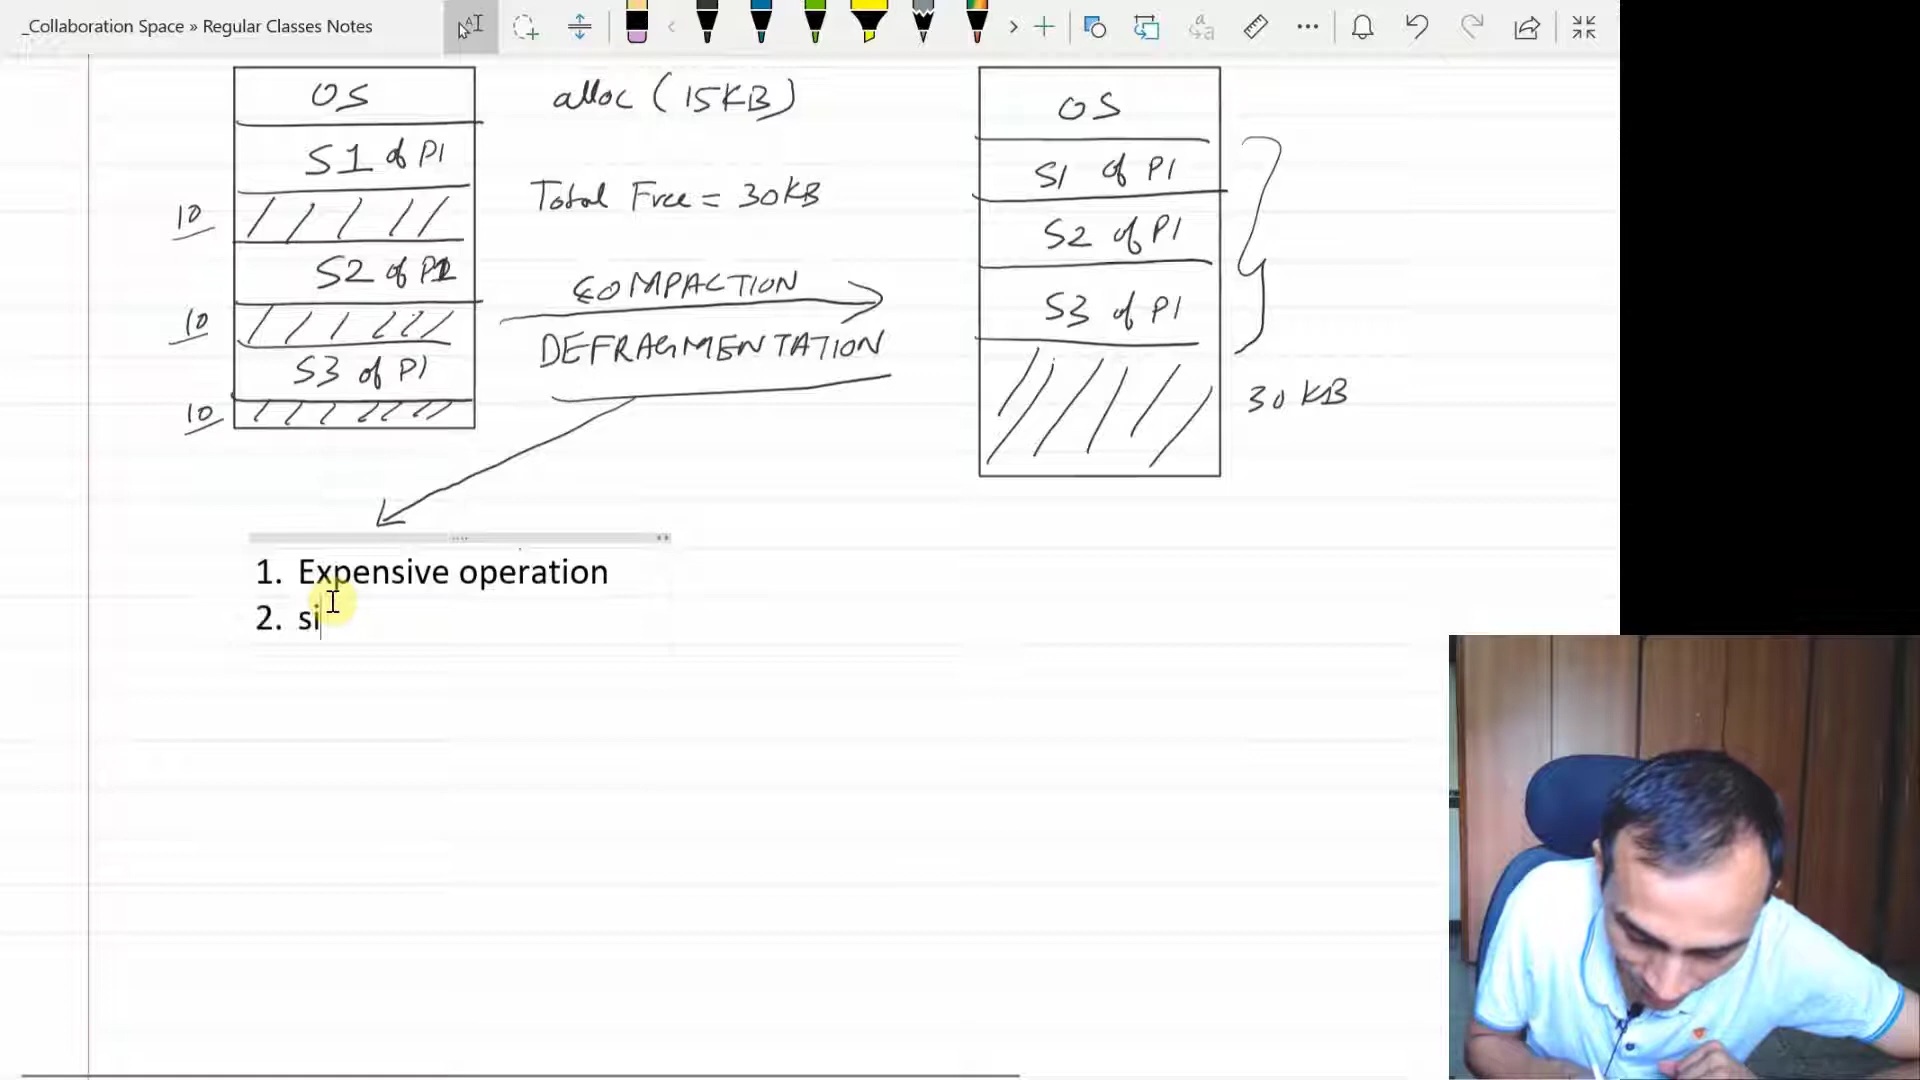 _Collaboration Space » Regular Classes Notes
OS
S1 of P1
10
S2 of P1
10
S3 of P1
10
alloc (15KB)
Total Free = 30KB
COMPACTION
DEFRAGMENTATION
OS
S1 of P1
S2 of P1
S3 of P1
30 KB
1. Expensive operation
2. si